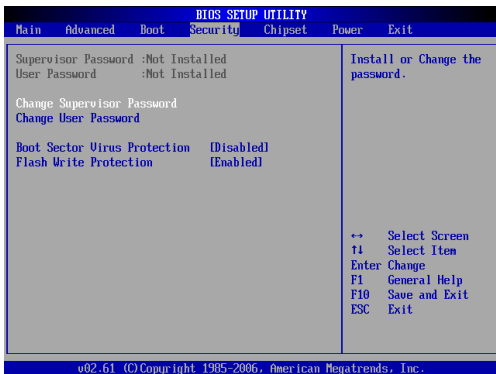 BIOS SETUP UTILITY
Main Advanced Boot Security Chipset Power Exit
Supervisor Password :Not Installed
User Password :Not Installed
Change Supervisor Password
Change User Password
Boot Sector Virus Protection [Disabled]
Flash Write Protection [Enabled]
Install or Change the
password.
↔ Select Screen
↑↓ Select Item
Enter Change
F1 General Help
F10 Save and Exit
ESC Exit
v02.61 (C)Copyright 1985-2006, American Megatrends, Inc.